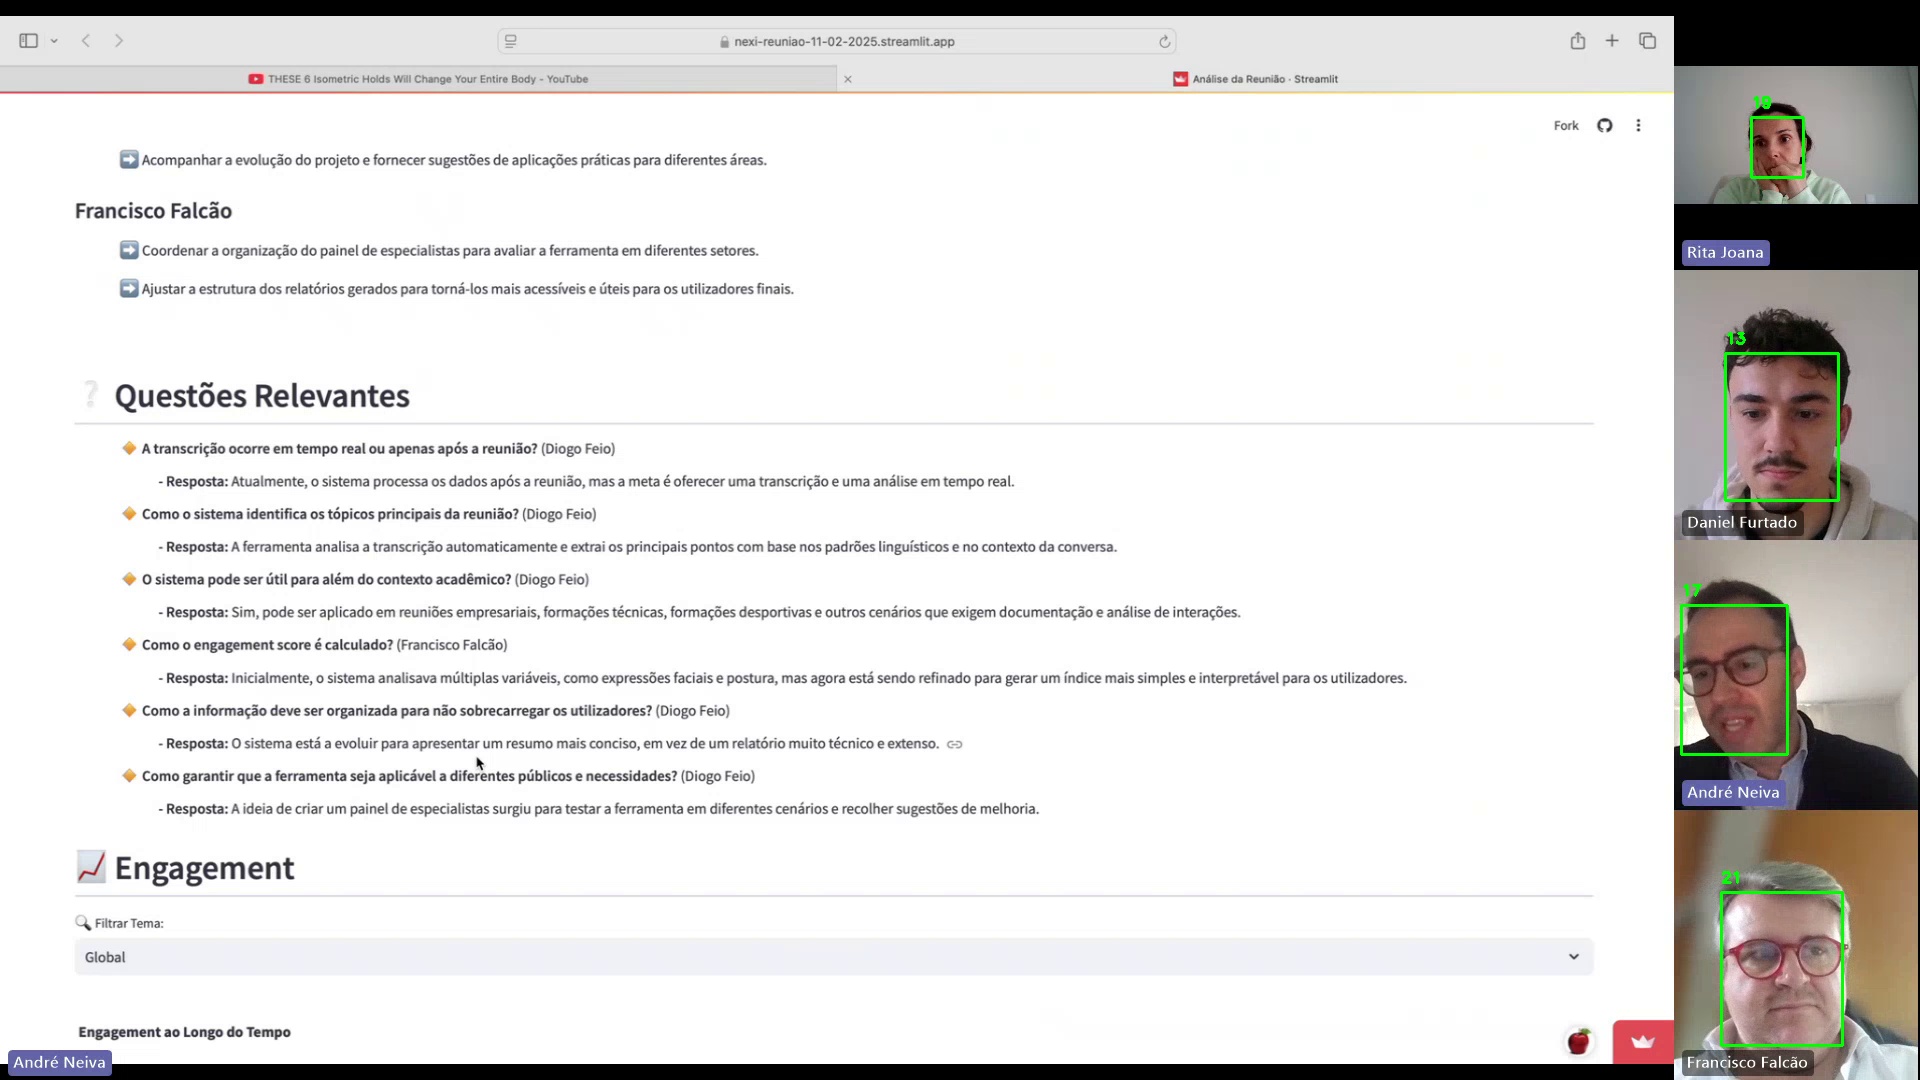 nexi-reuniao-11-02-2025.streamlit.app
THESE 6 Isometric Holds Will Change Your Entire Body - YouTube
Análise da Reunião · Streamlit
Fork
Acompanhar a evolução do projeto e fornecer sugestões de aplicações práticas para diferentes áreas.
Francisco Falcão
Coordenar a organização do painel de especialistas para avaliar a ferramenta em diferentes setores.
Ajustar a estrutura dos relatórios gerados para torná-los mais acessíveis e úteis para os utilizadores finais.
Questões Relevantes
A transcrição ocorre em tempo real ou apenas após a reunião? (Diogo Feio)
- Resposta: Atualmente, o sistema processa os dados após a reunião, mas a meta é oferecer uma transcrição e uma análise em tempo real.
Como o sistema identifica os tópicos principais da reunião? (Diogo Feio)
- Resposta: A ferramenta analisa a transcrição automaticamente e extrai os principais pontos com base nos padrões linguísticos e no contexto da conversa.
O sistema pode ser útil para além do contexto acadêmico? (Diogo Feio)
- Resposta: Sim, pode ser aplicado em reuniões empresariais, formações técnicas, formações desportivas e outros cenários que exigem documentação e análise de interações.
Como o engagement score é calculado? (Francisco Falcão)
- Resposta: Inicialmente, o sistema analisava múltiplas variáveis, como expressões faciais e postura, mas agora está sendo refinado para gerar um índice mais simples e interpretável para os utilizadores.
Como a informação deve ser organizada para não sobrecarregar os utilizadores? (Diogo Feio)
- Resposta: O sistema está a evoluir para apresentar um resumo mais conciso, em vez de um relatório muito técnico e extenso.
Como garantir que a ferramenta seja aplicável a diferentes públicos e necessidades? (Diogo Feio)
- Resposta: A ideia de criar um painel de especialistas surgiu para testar a ferramenta em diferentes cenários e recolher sugestões de melhoria.
Engagement
Filtrar Tema:
Global
Engagement ao Longo do Tempo
André Neiva
19
Rita Joana
13
Daniel Furtado
17
André Neiva
21
Francisco Falcão